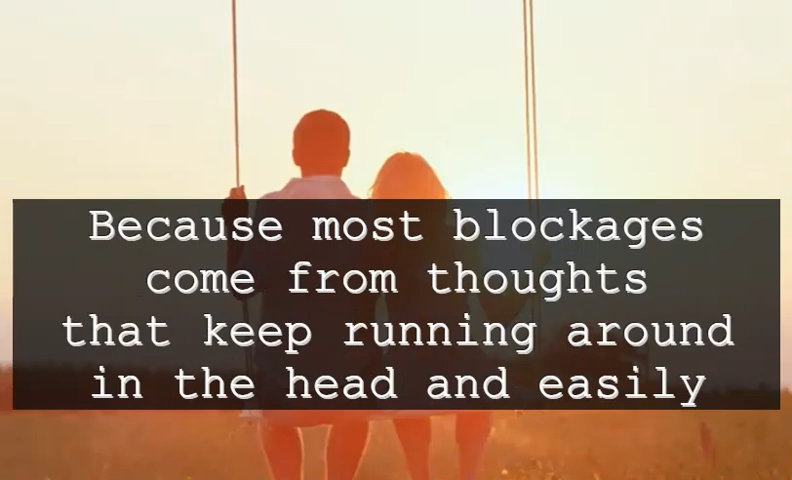 Because most blockages
come from thoughts
that keep running around
in the head and easily